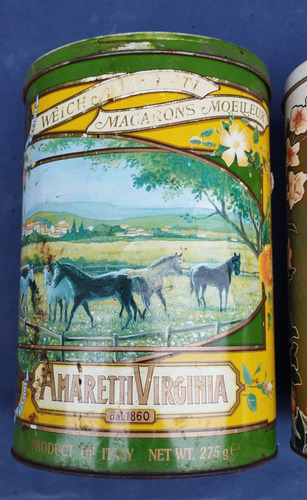 MACARONS MOELLEUX
AMARETTI VIRGINIA
dal 1860
PRODUCT OF ITALY NET WT. 275 g e